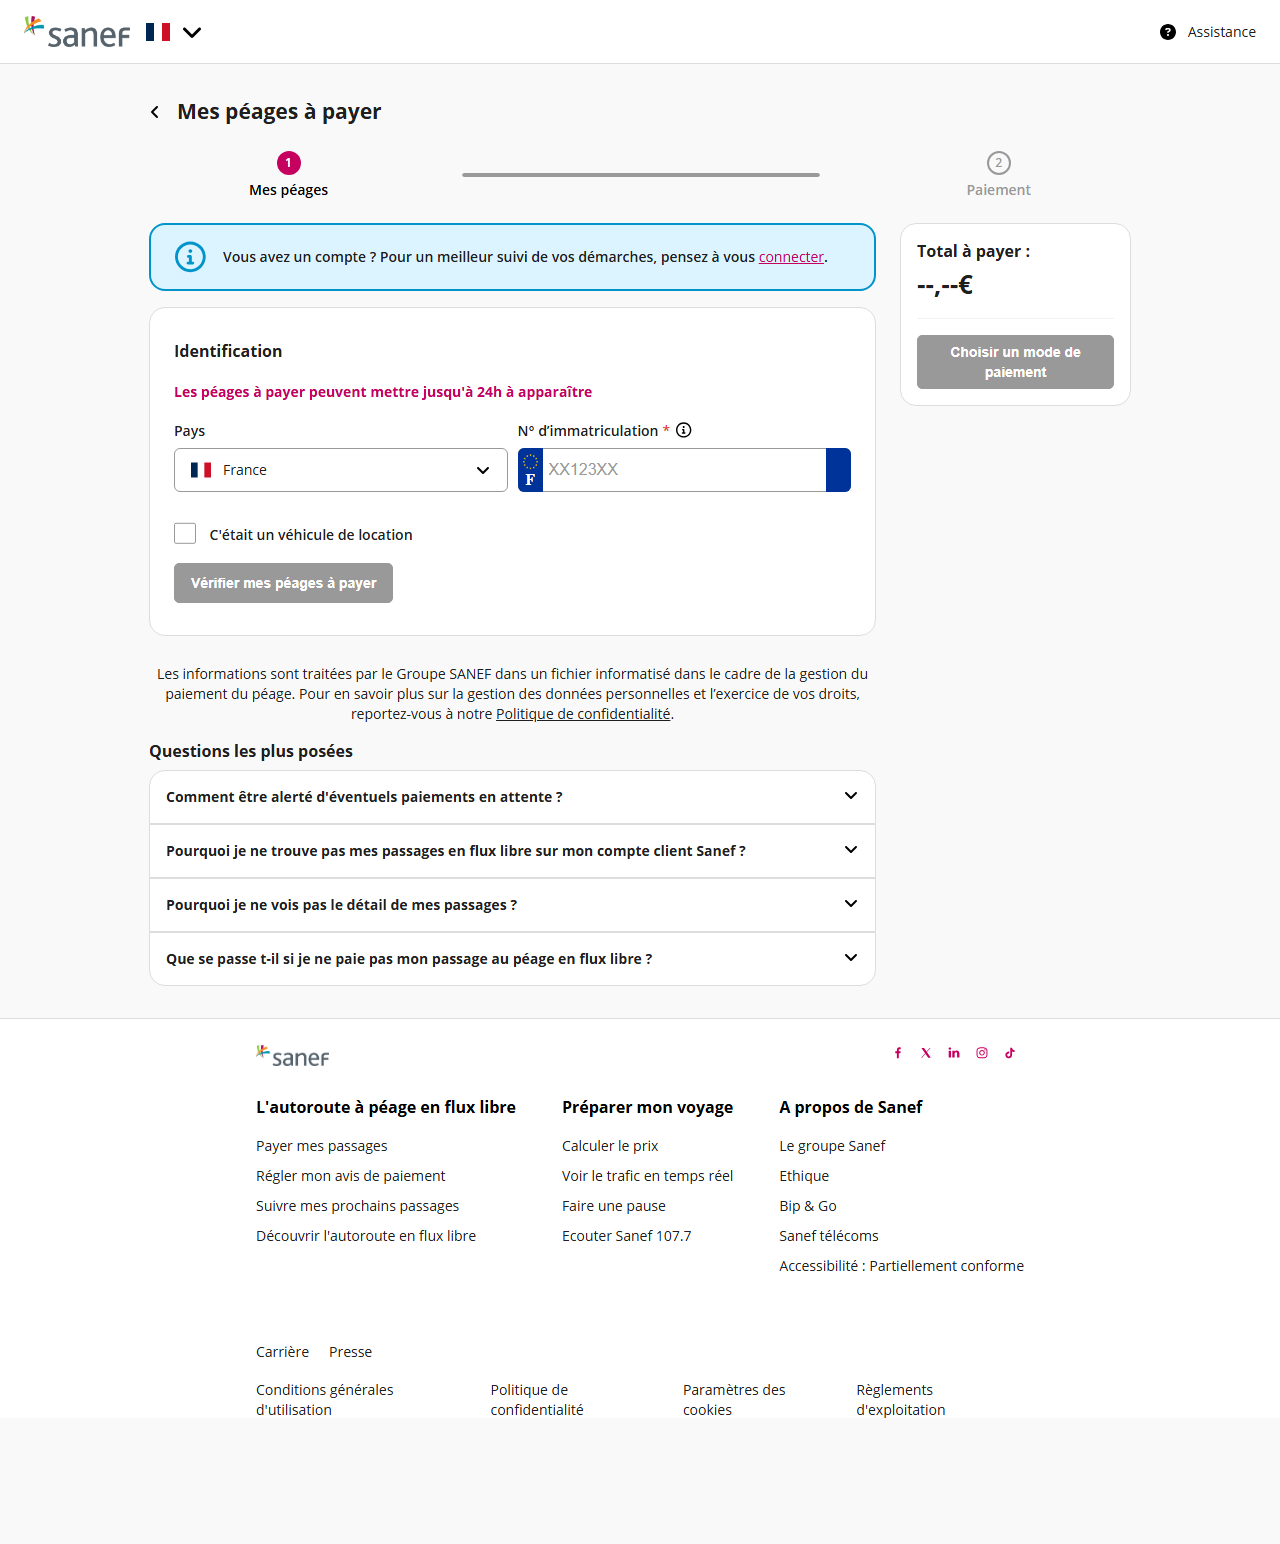 sanef
Assistance
Mes péages à payer
1
Mes péages
2
Paiement
Vous avez un compte ? Pour un meilleur suivi de vos démarches, pensez à vous connecter.
Total à payer :
--,--€
Choisir un mode de
paiement
Identification
Les péages à payer peuvent mettre jusqu'à 24h à apparaître
Pays
N° d’immatriculation *
France
F
XX123XX
C'était un véhicule de location
Vérifier mes péages à payer
Les informations sont traitées par le Groupe SANEF dans un fichier informatisé dans le cadre de la gestion du
paiement du péage. Pour en savoir plus sur la gestion des données personnelles et l’exercice de vos droits,
reportez-vous à notre Politique de confidentialité.
Questions les plus posées
Comment être alerté d'éventuels paiements en attente ?
Pourquoi je ne trouve pas mes passages en flux libre sur mon compte client Sanef ?
Pourquoi je ne vois pas le détail de mes passages ?
Que se passe t-il si je ne paie pas mon passage au péage en flux libre ?
sanef
L'autoroute à péage en flux libre
Payer mes passages
Régler mon avis de paiement
Suivre mes prochains passages
Découvrir l'autoroute en flux libre
Préparer mon voyage
Calculer le prix
Voir le trafic en temps réel
Faire une pause
Ecouter Sanef 107.7
A propos de Sanef
Le groupe Sanef
Ethique
Bip & Go
Sanef télécoms
Accessibilité : Partiellement conforme
Carrière
Presse
Conditions générales
d'utilisation
Politique de
confidentialité
Paramètres des
cookies
Règlements
d'exploitation